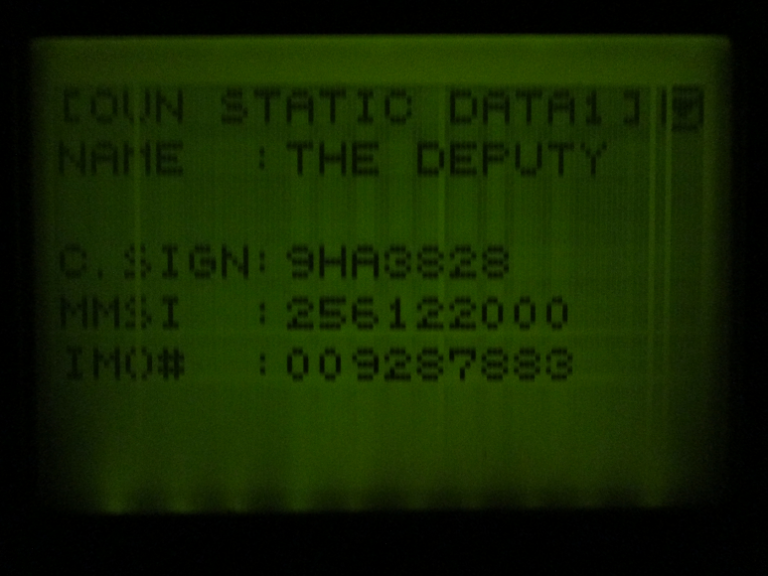 [OWN STATIC DATA1]
NAME : THE DEPUTY
C.SIGN: 9HA3828
MMSI : 256122000
IMO# : 009287883